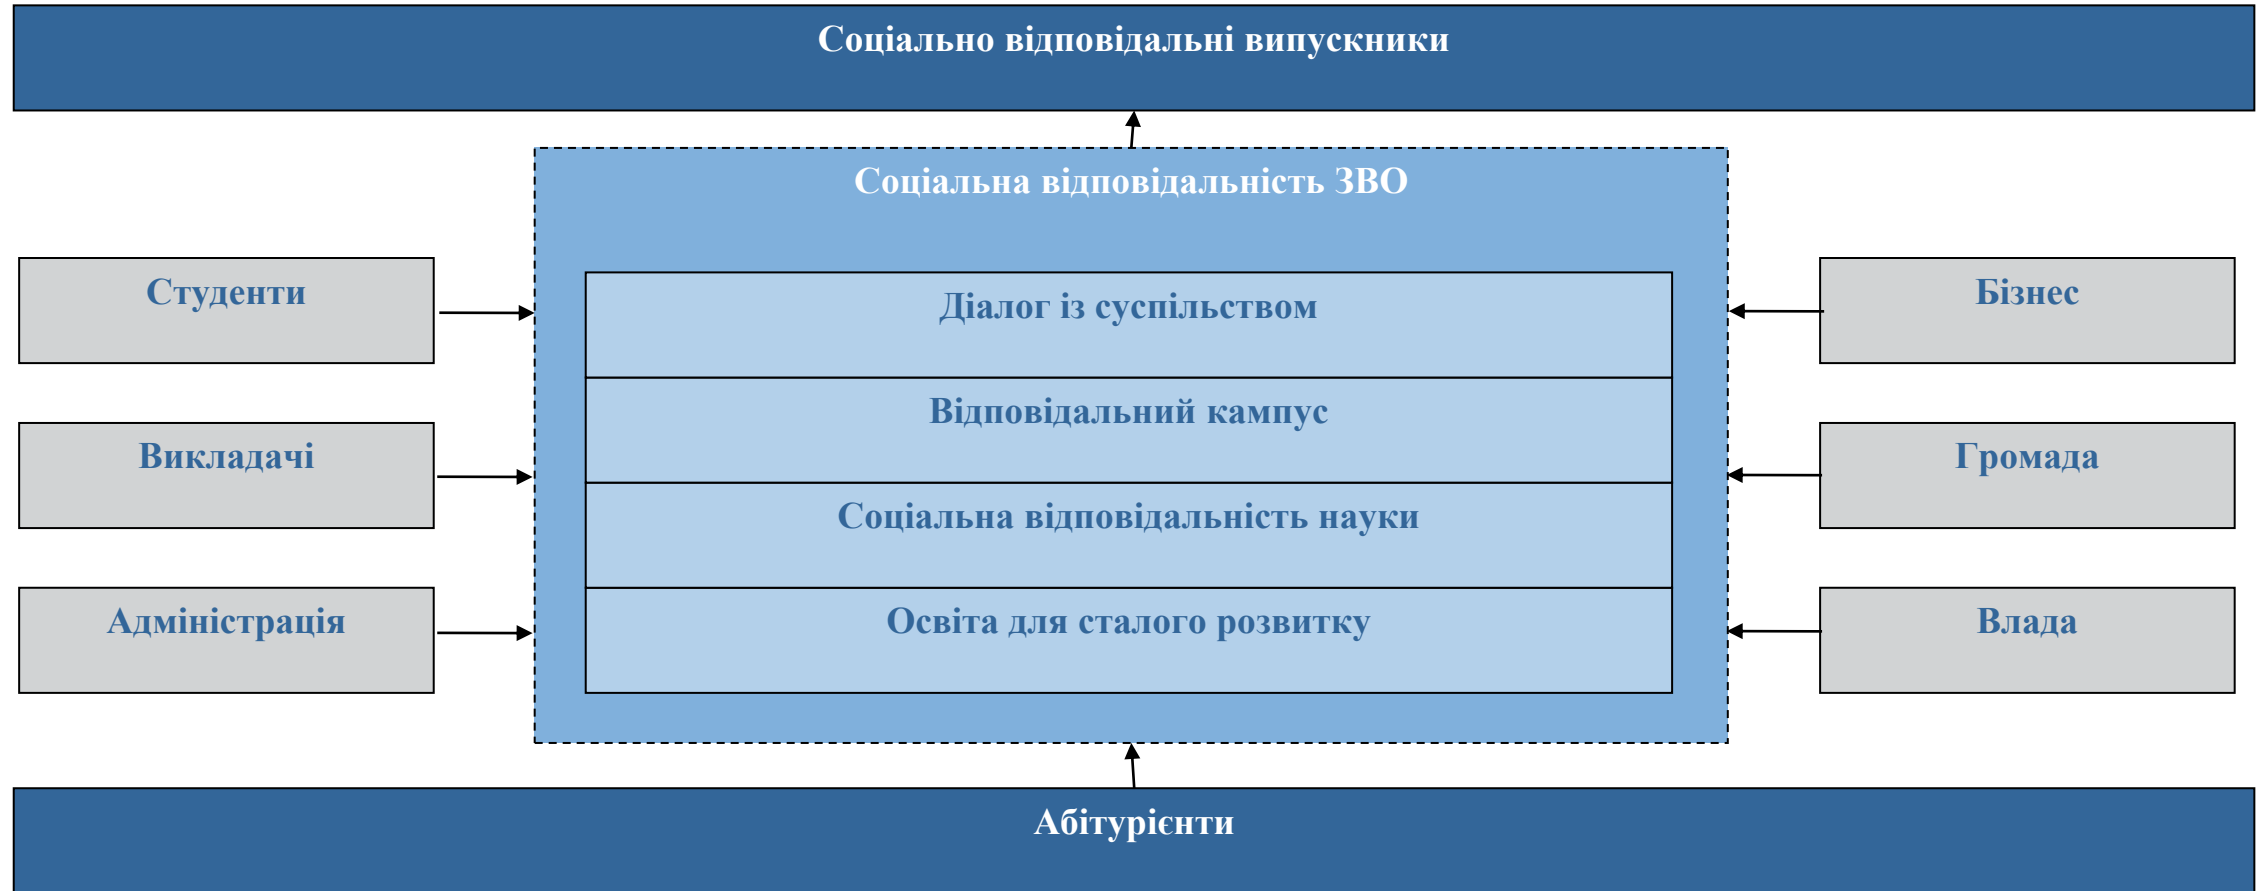 Соціально відповідальні випускники
Соціальна відповідальність ЗВО
Студенти
Викладачі
Адміністрація
Діалог із суспільством
Відповідальний кампус
Соціальна відповідальність науки
Освіта для сталого розвитку
Бізнес
Громада
Влада
Абітурієнти